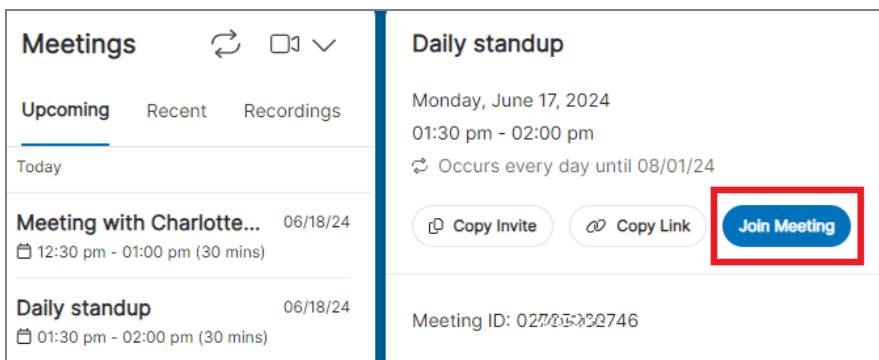 Meetings
Upcoming Recent Recordings
Today
Meeting with Charlotte... 06/18/24
12:30 pm - 01:00 pm (30 mins)
Daily standup 06/18/24
01:30 pm - 02:00 pm (30 mins)
Daily standup
Monday, June 17, 2024
01:30 pm - 02:00 pm
Occurs every day until 08/01/24
Copy Invite Copy Link Join Meeting
Meeting ID: